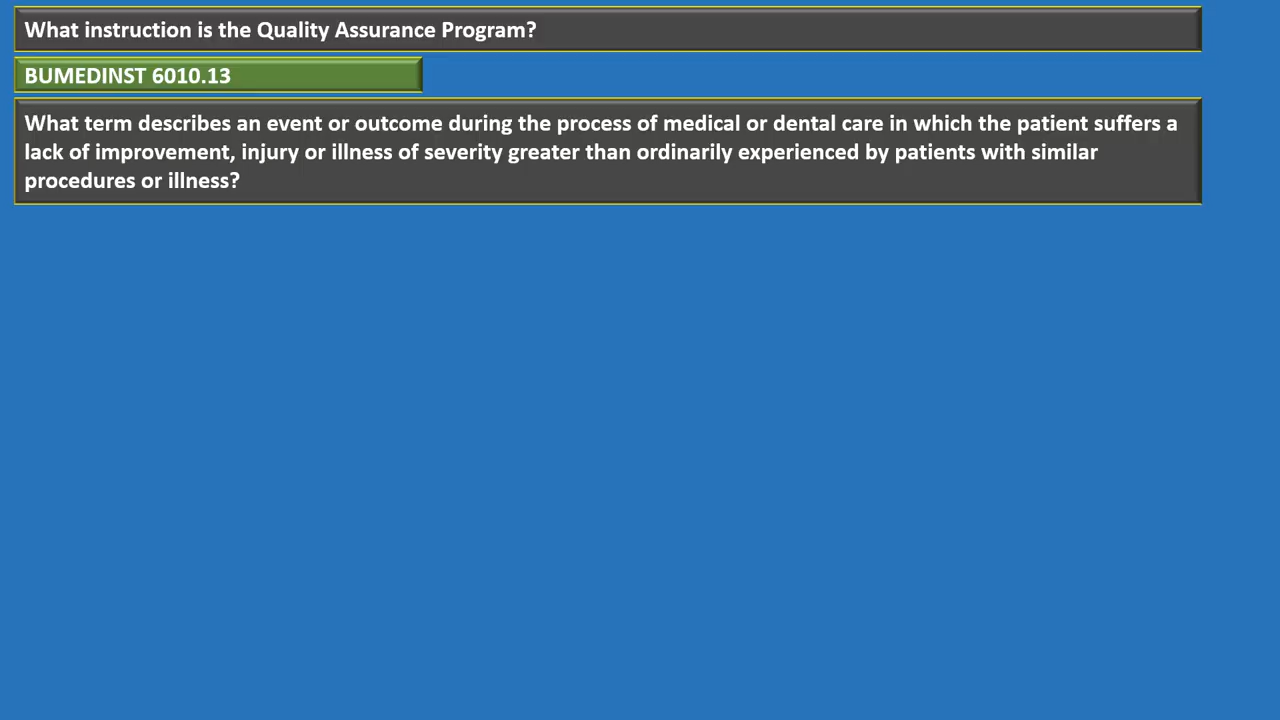 What instruction is the Quality Assurance Program?
BUMEDINST 6010.13
What term describes an event or outcome during the process of medical or dental care in which the patient suffers a
lack of improvement, injury or illness of severity greater than ordinarily experienced by patients with similar
procedures or illness?